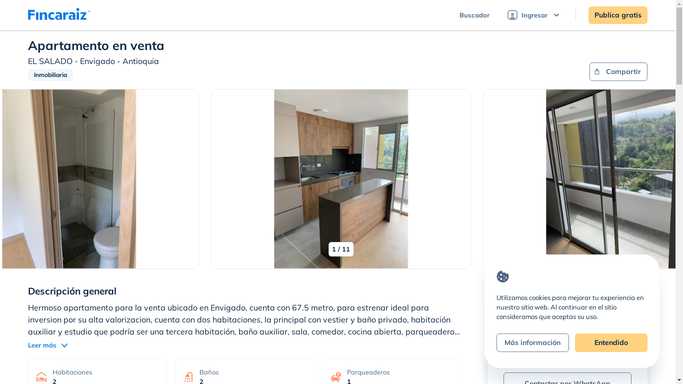 Fincaraiz
Buscador
Ingresar
Publica gratis
Apartamento en venta
EL SALADO - Envigado - Antioquia
Inmobiliaria
Compartir
1 / 11
Descripción general
Hermoso apartamento para la venta ubicado en Envigado, cuenta con 67.5 metro, para estrenar ideal para
inversion por su alta valorizacion, cuenta con dos habitaciones, la principal con vestier y baño privado, habitación
auxiliar y estudio que podría ser una tercera habitación, baño auxiliar, sala, comedor, cocina abierta, parqueadero...
Leer más
Habitaciones
2
Baños
2
Parqueaderos
1
Utilizamos cookies para mejorar tu experiencia en
nuestro sitio web. Al continuar en el sitio
consideramos que aceptas su uso.
Más información
Entendido
Contactar por WhatsApp